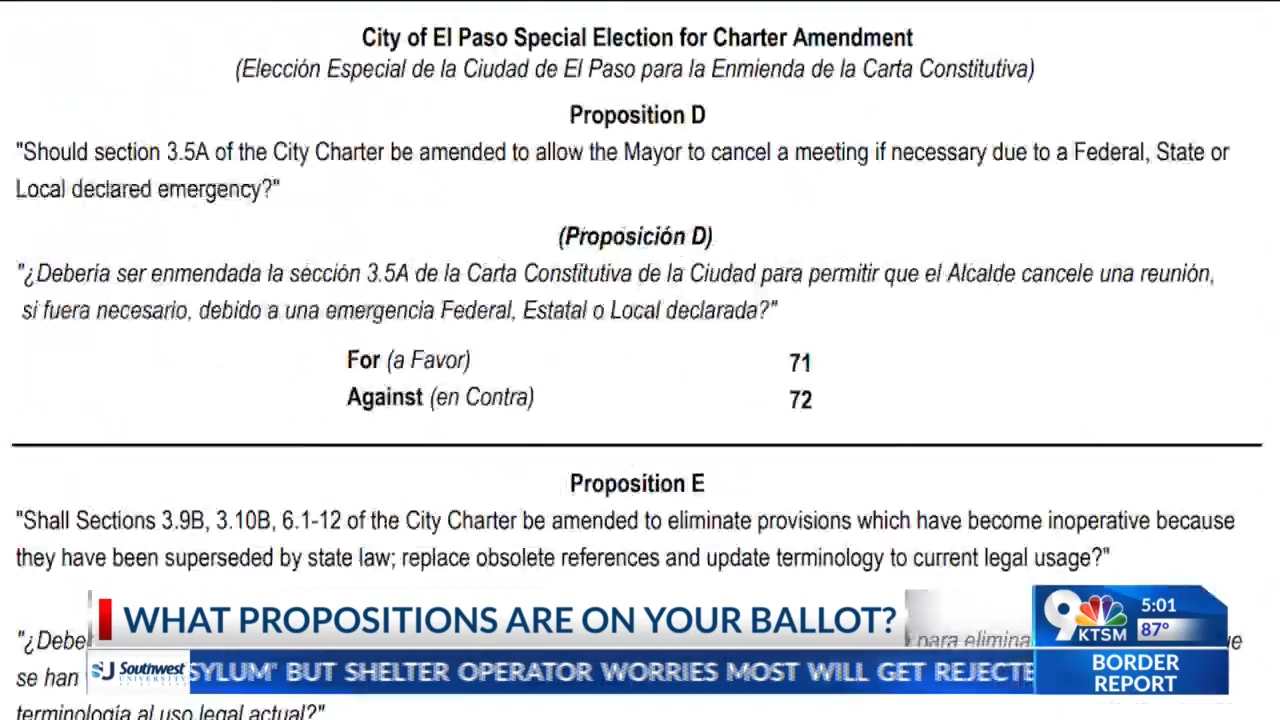 City of El Paso Special Election for Charter Amendment
(Elección Especial de la Ciudad de El Paso para la Enmienda de la Carta Constitutiva)
Proposition D
"Should section 3.5A of the City Charter be amended to allow the Mayor to cancel a meeting if necessary due to a Federal, State or
Local declared emergency?"
(Proposición D)
"¿Debería ser enmendada la sección 3.5A de la Carta Constitutiva de la Ciudad para permitir que el Alcalde cancele una reunión,
si fuera necesario, debido a una emergencia Federal, Estatal o Local declarada?"
For (a Favor) 71
Against (en Contra) 72
Proposition E
"Shall Sections 3.9B, 3.10B, 6.1-12 of the City Charter be amended to eliminate provisions which have become inoperative because
they have been superseded by state law; replace obsolete references and update terminology to current legal usage?"
WHAT PROPOSITIONS ARE ON YOUR BALLOT?
9 KTSM
5:01
87°
"¿Debe para elimina
se han
SJ Southwest
UNIVERSITY
SYLUM" BUT SHELTER OPERATOR WORRIES MOST WILL GET REJECTE
BORDER
REPORT
terminología al uso legal actual?"